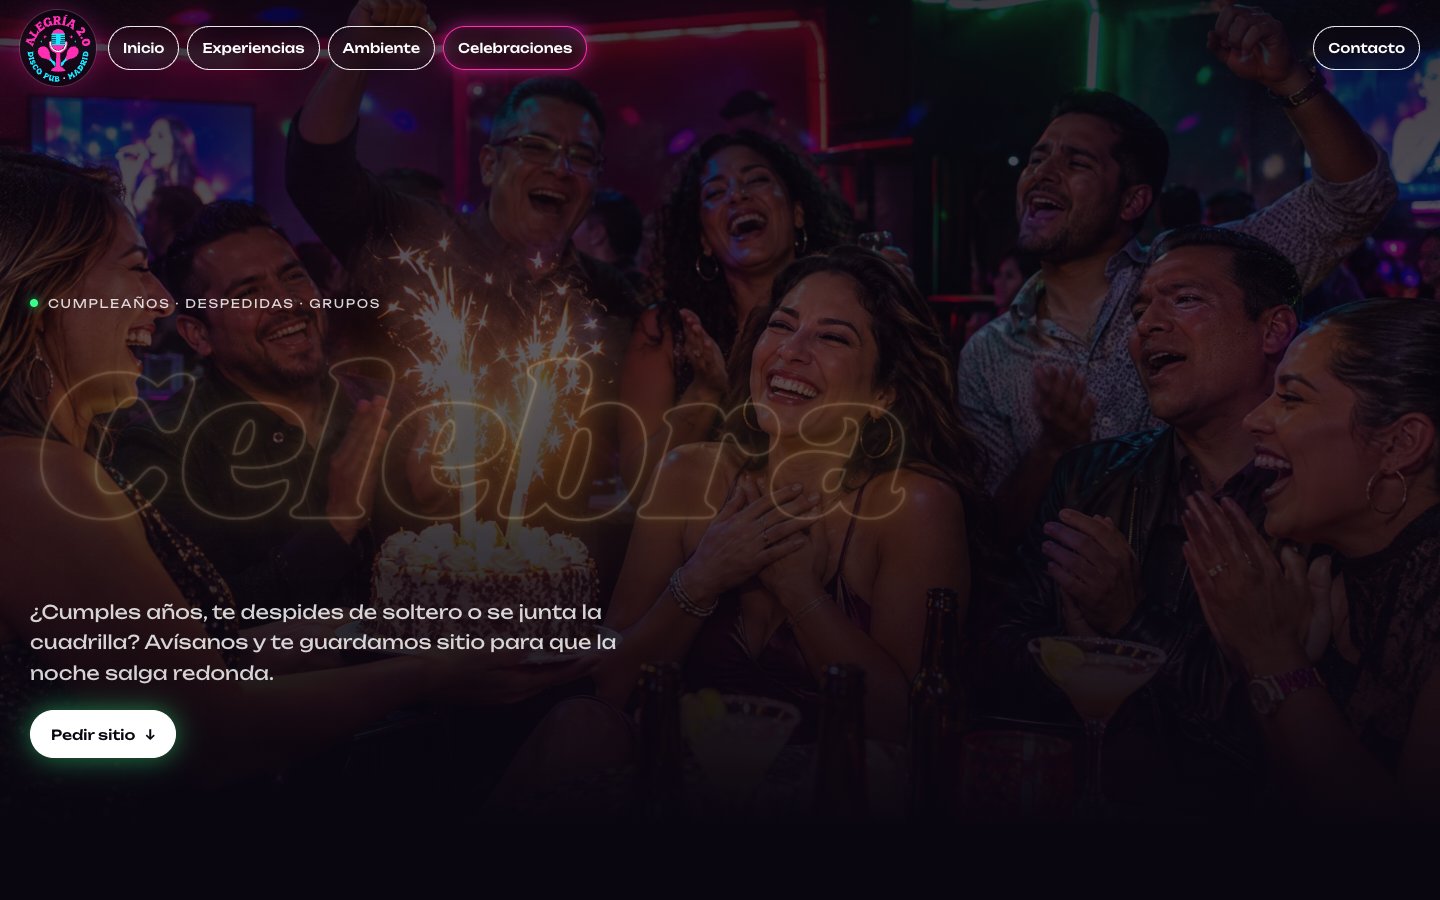 ALEGRÍA 2.0
DISCO PUB · MADRID
Inicio
Experiencias
Ambiente
Celebraciones
Contacto
CUMPLEAÑOS · DESPEDIDAS · GRUPOS
Celebra
¿Cumples años, te despides de soltero o se junta la
cuadrilla? Avísanos y te guardamos sitio para que la
noche salga redonda.
Pedir sitio ↓